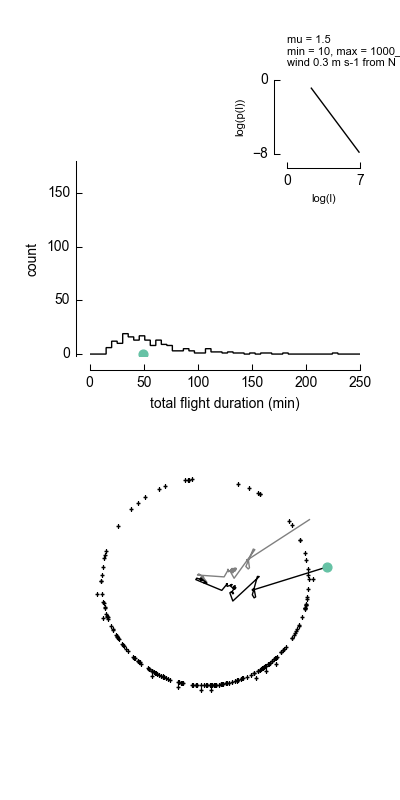 mu = 1.5
min = 10, max = 1000_
wind 0.3 m s-1 from N
0
log(p(l))
−8
0
7
log(l)
150
100
50
0
count
0
50
100
150
200
250
total flight duration (min)